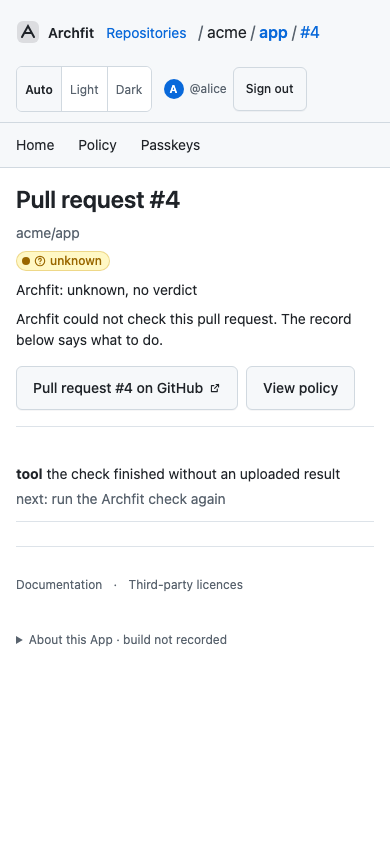 Archfit Repositories / acme / app / #4
Auto Light Dark A @alice Sign out
Home Policy Passkeys
Pull request #4
acme/app
unknown
Archfit: unknown, no verdict
Archfit could not check this pull request. The record
below says what to do.
Pull request #4 on GitHub View policy
tool the check finished without an uploaded result
next: run the Archfit check again
Documentation · Third-party licences
About this App · build not recorded